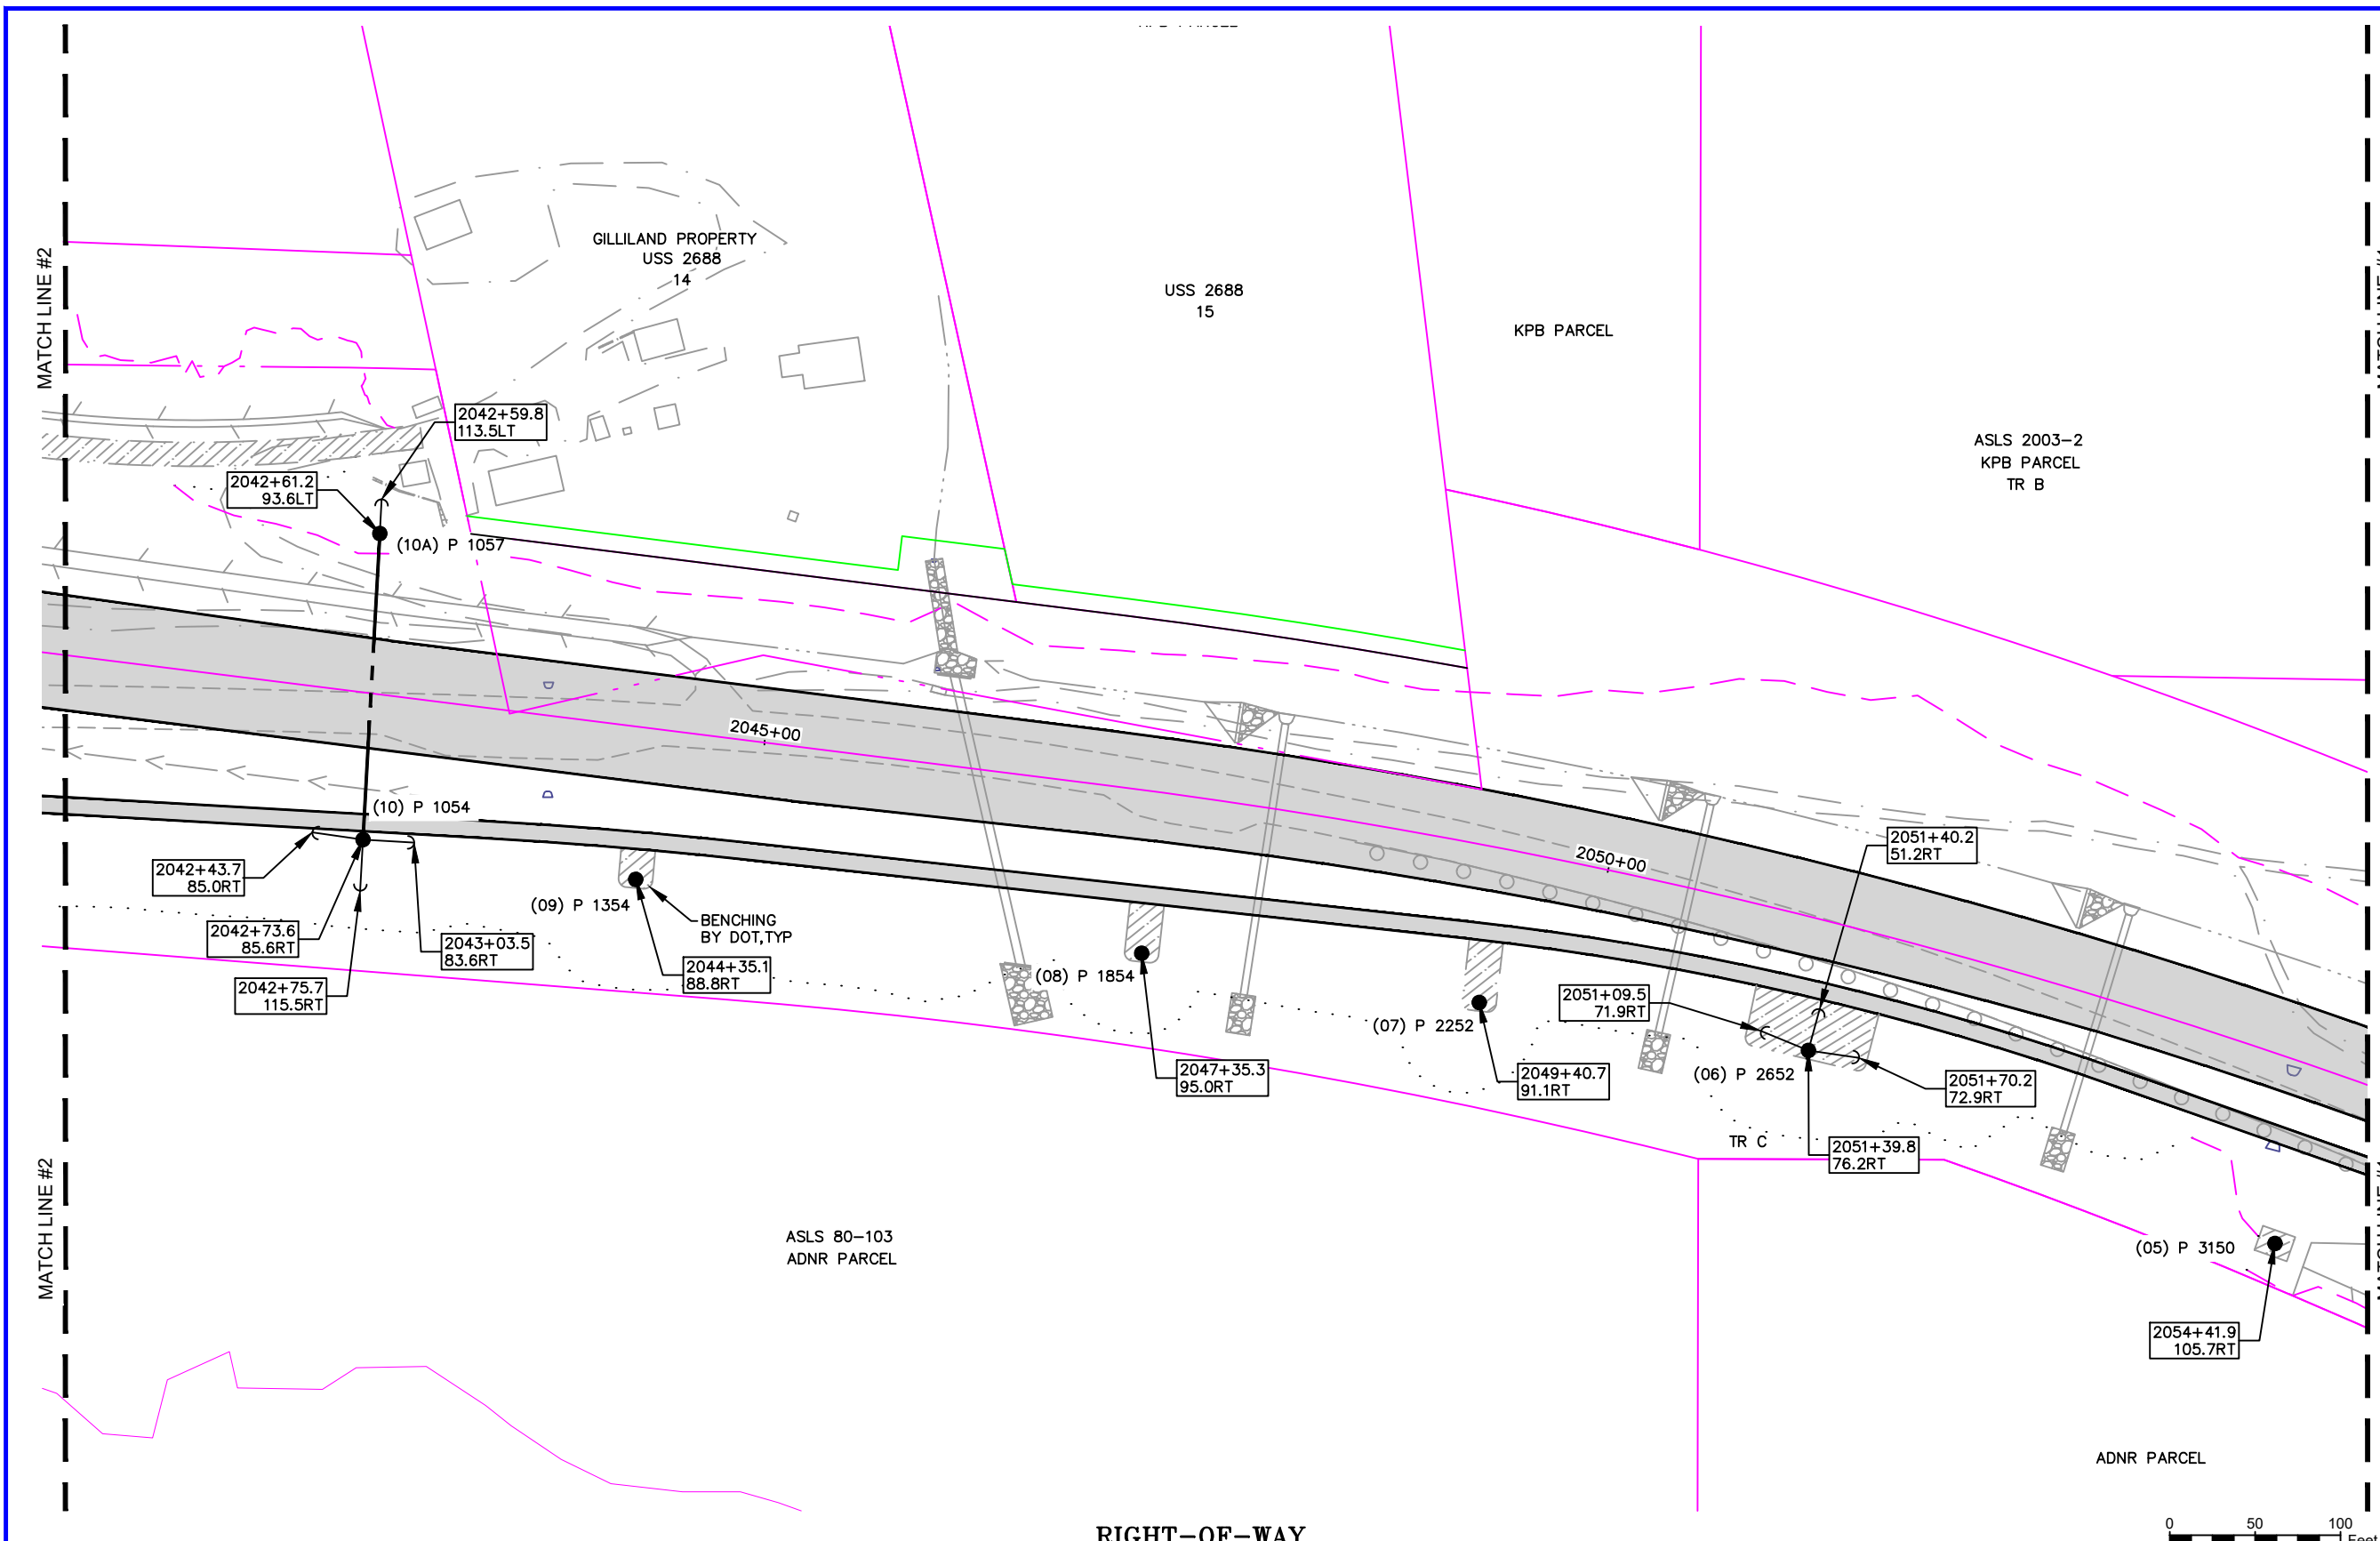 MATCH LINE #2
GILLILAND PROPERTY
USS 2688
14
USS 2688
15
KPB PARCEL
ASLS 2003-2
KPB PARCEL
TR B
2042+59.8
113.5LT
2042+61.2
93.6LT
(10A) P 1057
2045+00
2050+00
(10) P 1054
2042+43.7
85.0RT
2042+73.6
85.6RT
2042+75.7
115.5RT
2043+03.5
83.6RT
(09) P 1354
BENCHING
BY DOT,TYP
2044+35.1
88.8RT
(08) P 1854
2047+35.3
95.0RT
(07) P 2252
2049+40.7
91.1RT
2051+09.5
71.9RT
2051+40.2
51.2RT
(06) P 2652
2051+70.2
72.9RT
2051+39.8
76.2RT
TR C
MATCH LINE #2
ASLS 80-103
ADNR PARCEL
(05) P 3150
2054+41.9
105.7RT
ADNR PARCEL
RIGHT-OF-WAY
0 50 100
Feet